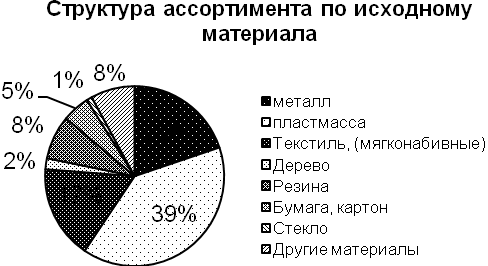 Структура ассортимента по исходному
материала
1%
8%
5%
8%
2%
39%
металл
пластмасса
Текстиль, (мягконабивные)
Дерево
Резина
Бумага, картон
Стекло
Другие материалы